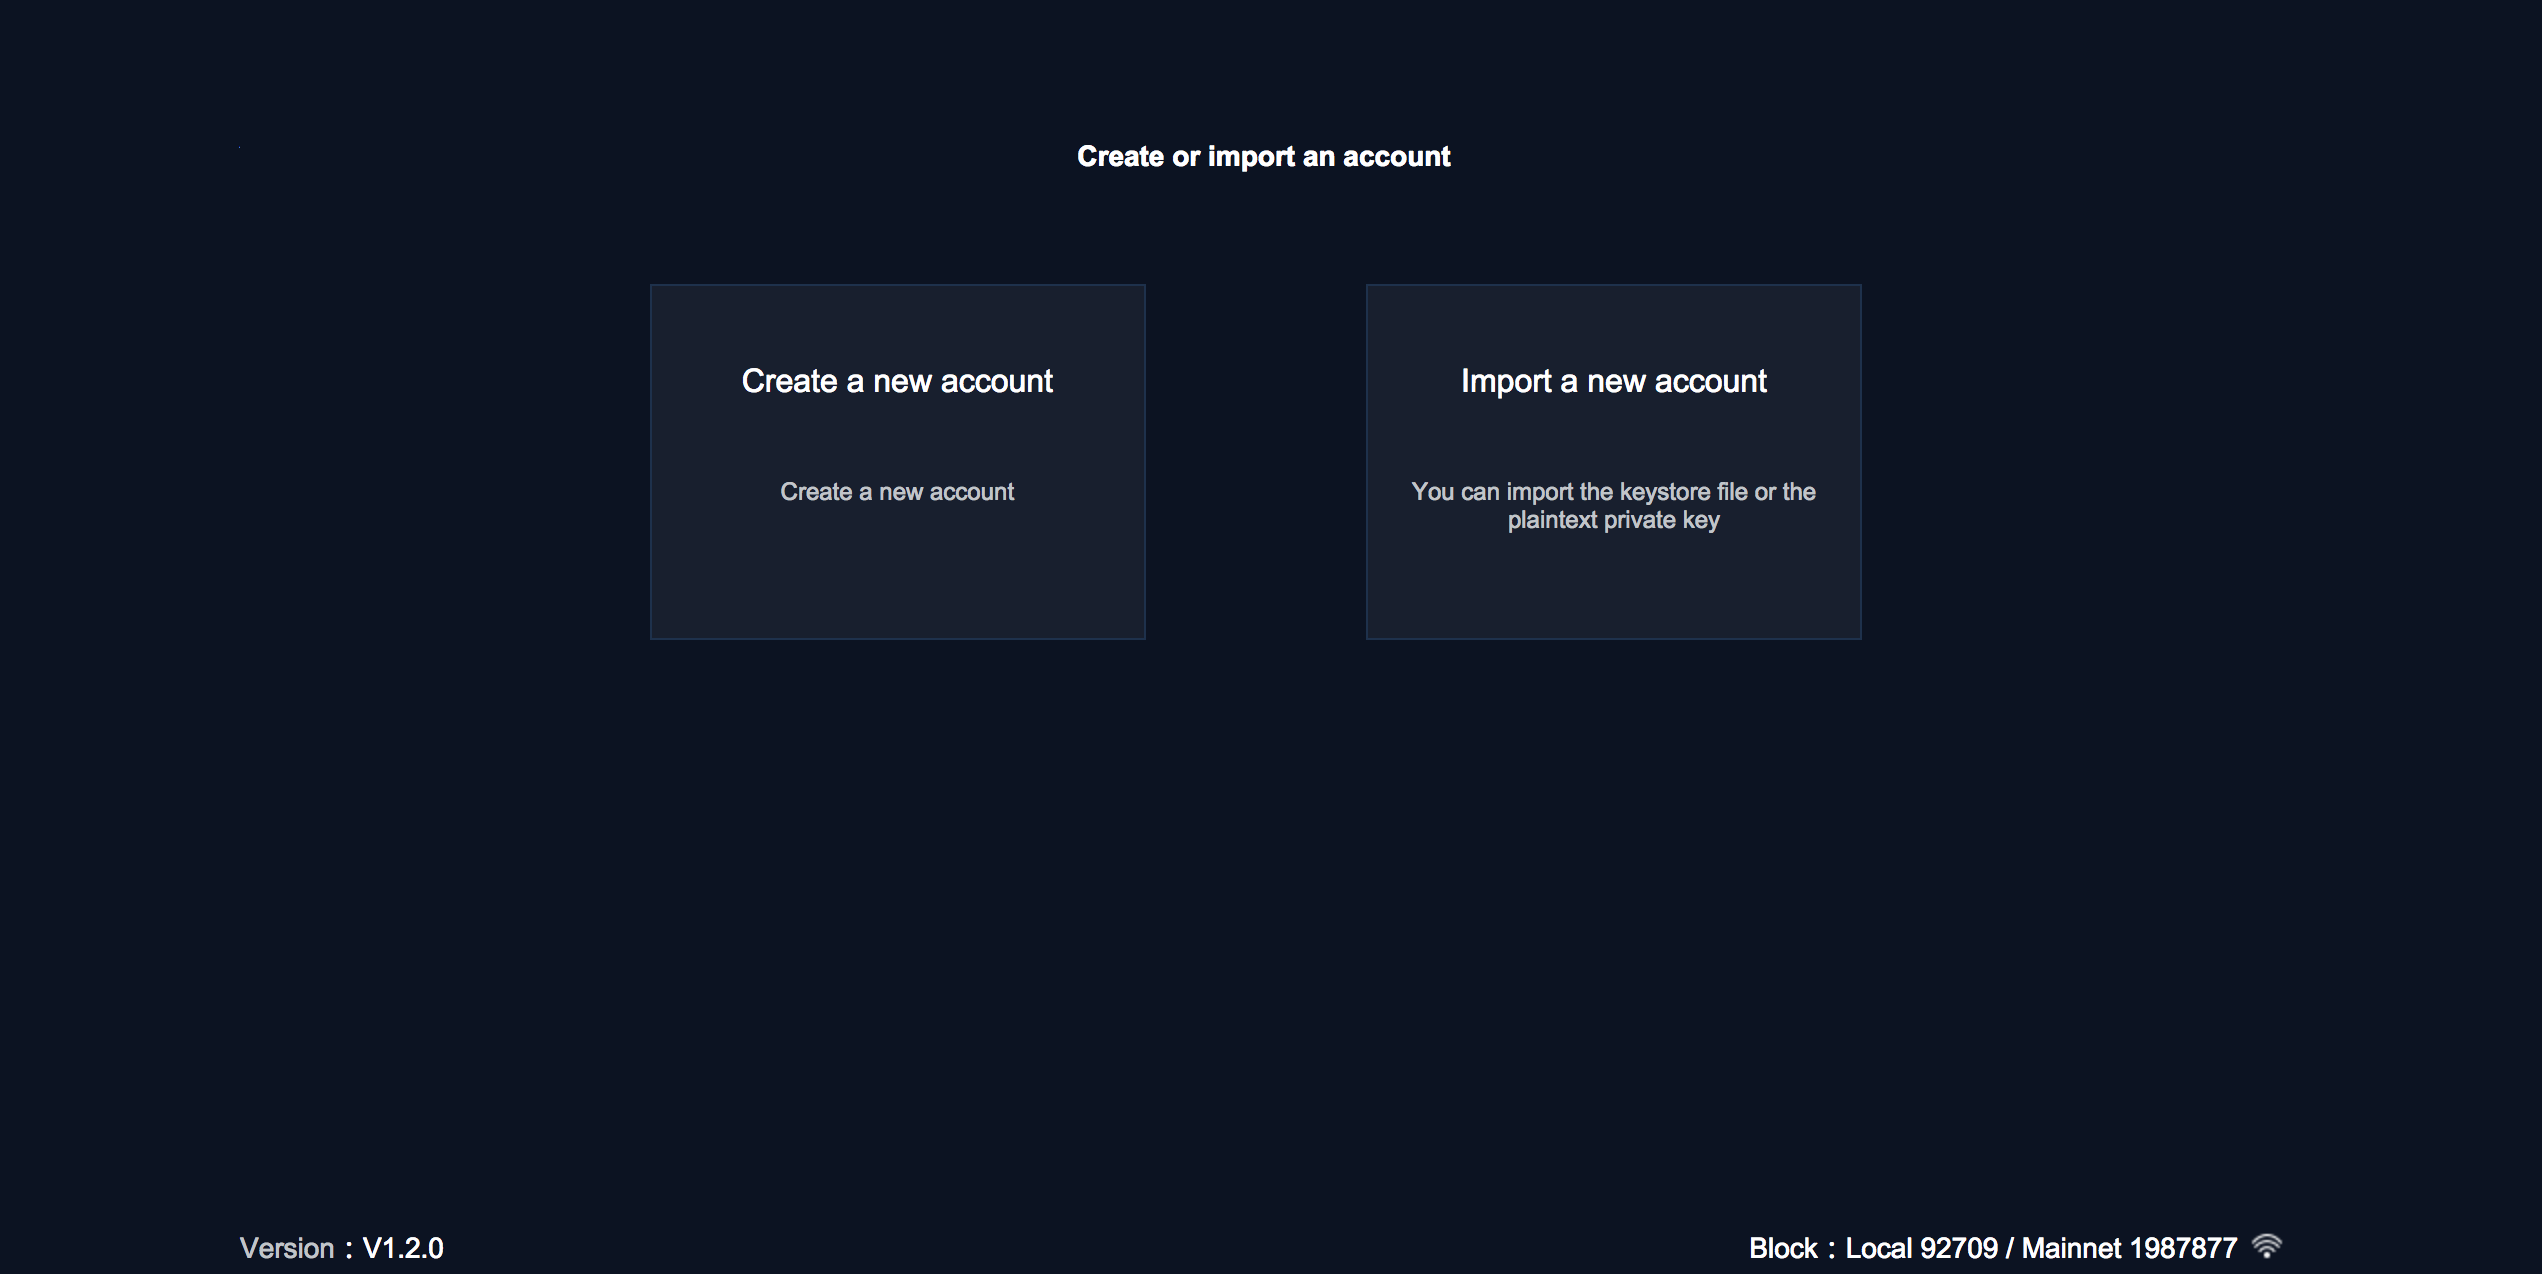 Create or import an account
Create a new account
Create a new account
Import a new account
You can import the keystore file or the
plaintext private key
Version : V1.2.0
Block : Local 92709 / Mainnet 1987877